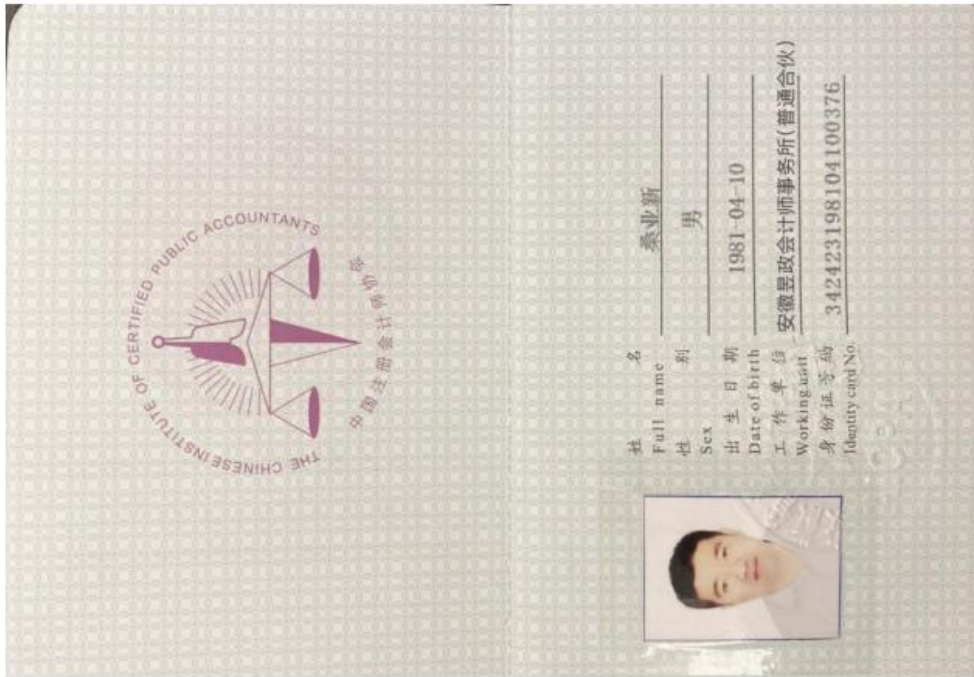 THE CHINESE INSTITUTE OF CERTIFIED PUBLIC ACCOUNTANTS
中国注册会计师协会
姓 名 桑业新
Full name
性 别 男
Sex
出 生 日 期 1981-04-10
Date of birth
工 作 单 位 安徽昱政会计师事务所(普通合伙)
Working unit
身 份 证 号 码 342423198104100376
Identity card No.